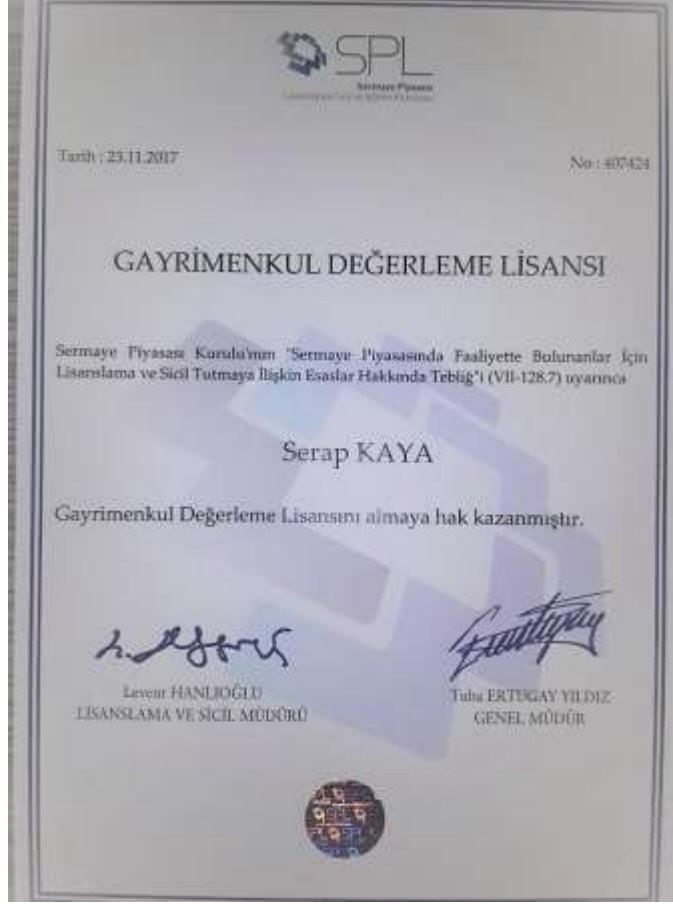 SPL
Sermaye Piyasası
Tarih : 23.11.2017
No : 407424
GAYRİMENKUL DEĞERLEME LİSANSI
Sermaye Piyasası Kurulu'nun "Sermaye Piyasasında Faaliyette Bulunanlar İçin
Lisanslama ve Sicil Tutmaya İlişkin Esaslar Hakkında Tebliğ"i (VII-128.7) uyarınca
Serap KAYA
Gayrimenkul Değerleme Lisansını almaya hak kazanmıştır.
Levent HANLIOĞLU
LİSANSLAMA VE SİCİL MÜDÜRÜ
Tuba ERTUGAY YILDIZ
GENEL MÜDÜR